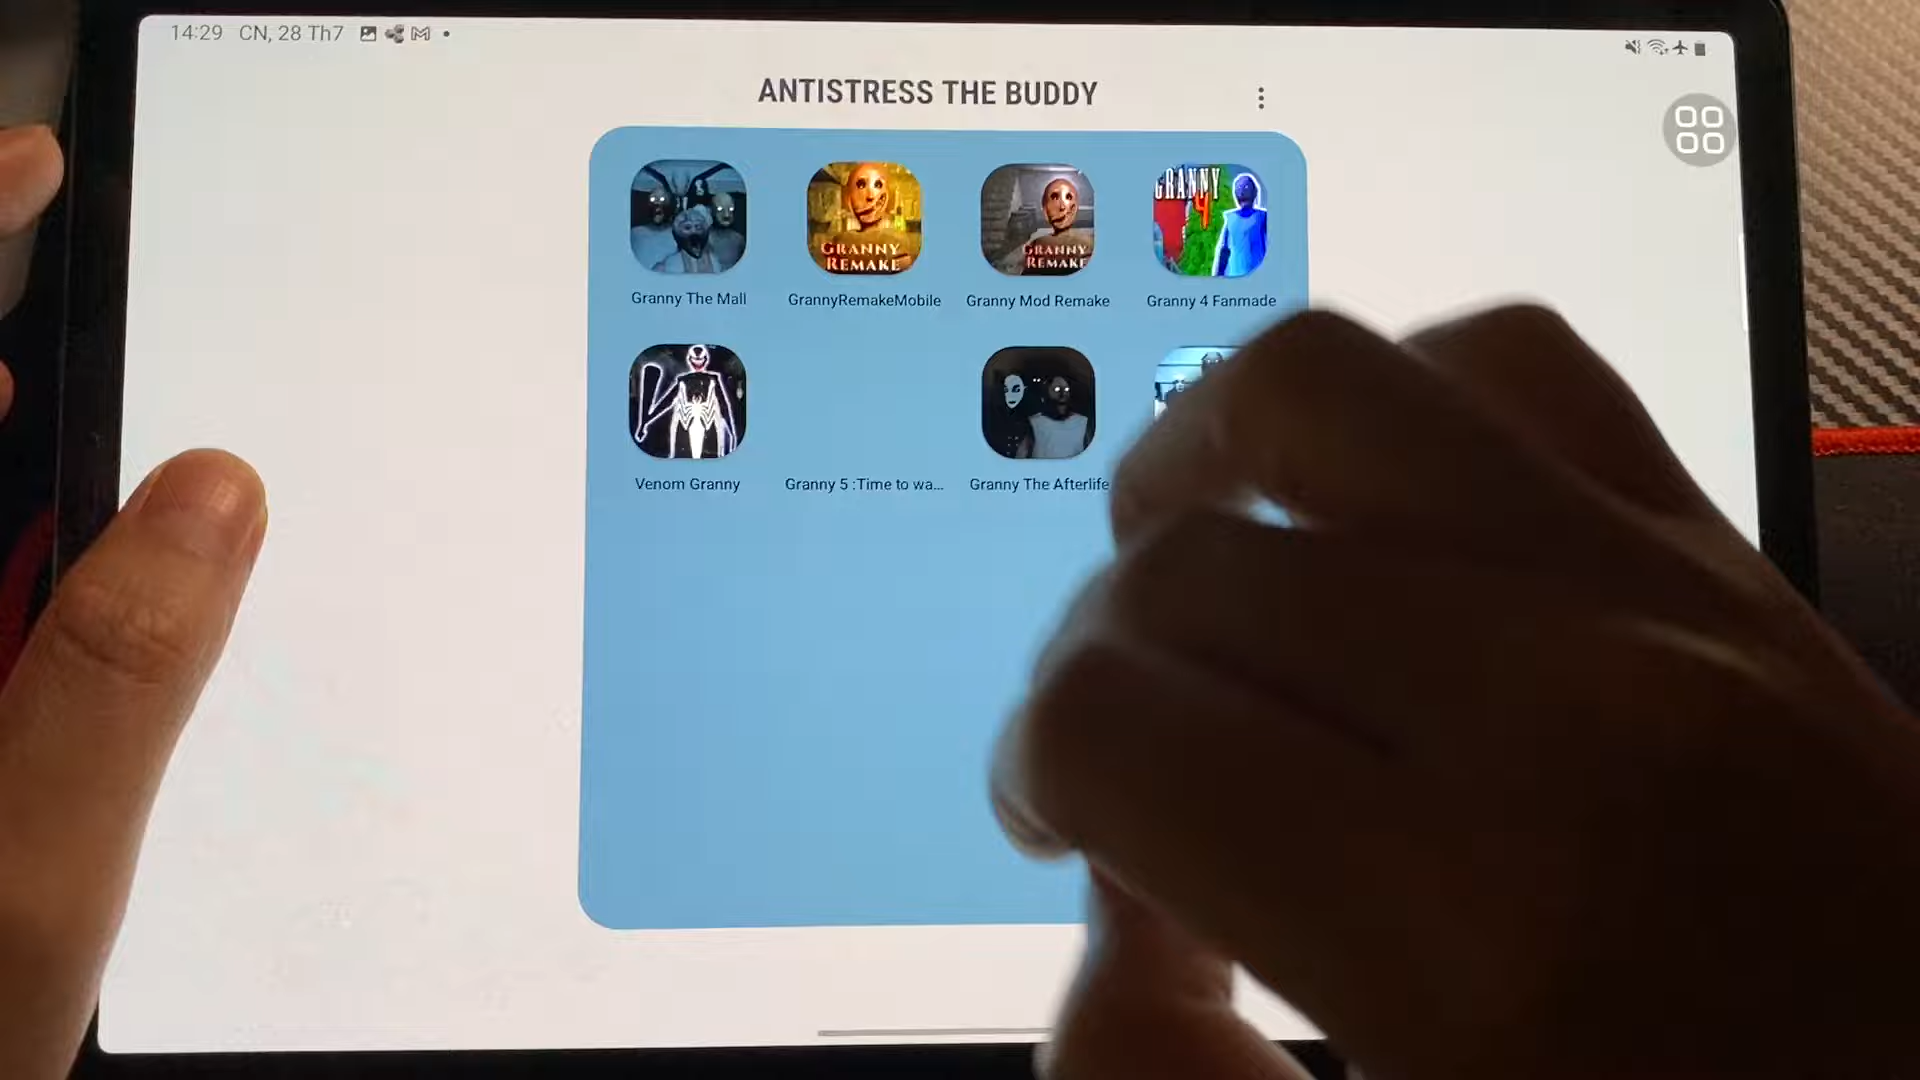 14:29 CN, 28 Th7
ANTISTRESS THE BUDDY
GRANNY REMAKE
GRANNY REMAKE
GRANNY 4
Granny The Mall
GrannyRemakeMobile
Granny Mod Remake
Granny 4 Fanmade
Venom Granny
Granny 5 :Time to wa...
Granny The Afterlife